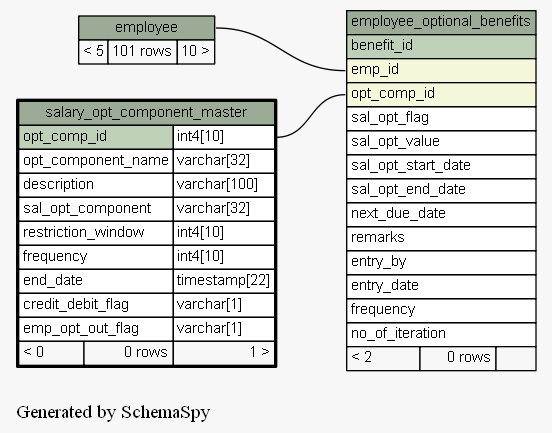 employee
< 5 101 rows 10 >
employee_optional_benefits
benefit_id
emp_id
opt_comp_id
sal_opt_flag
sal_opt_value
sal_opt_start_date
sal_opt_end_date
next_due_date
remarks
entry_by
entry_date
frequency
no_of_iteration
< 2 0 rows
salary_opt_component_master
opt_comp_id int4[10]
opt_component_name varchar[32]
description varchar[100]
sal_opt_component varchar[32]
restriction_window int4[10]
frequency int4[10]
end_date timestamp[22]
credit_debit_flag varchar[1]
emp_opt_out_flag varchar[1]
< 0 0 rows 1 >
Generated by SchemaSpy